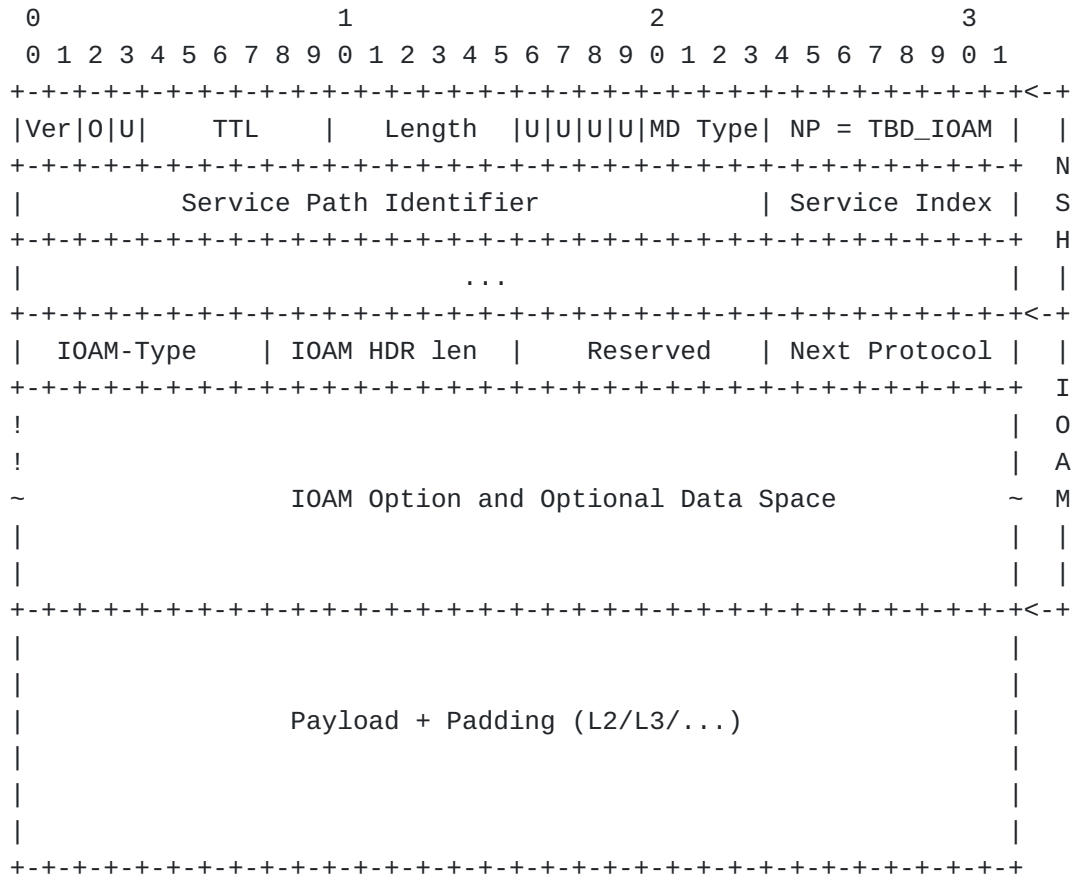 0                   1                   2                   3
 0 1 2 3 4 5 6 7 8 9 0 1 2 3 4 5 6 7 8 9 0 1 2 3 4 5 6 7 8 9 0 1
+-+-+-+-+-+-+-+-+-+-+-+-+-+-+-+-+-+-+-+-+-+-+-+-+-+-+-+-+-+-+-+-+<-+
|Ver|O|U|    TTL    |   Length  |U|U|U|U|MD Type| NP = TBD_IOAM |  |
+-+-+-+-+-+-+-+-+-+-+-+-+-+-+-+-+-+-+-+-+-+-+-+-+-+-+-+-+-+-+-+-+  N
|          Service Path Identifier              | Service Index |  S
+-+-+-+-+-+-+-+-+-+-+-+-+-+-+-+-+-+-+-+-+-+-+-+-+-+-+-+-+-+-+-+-+  H
|                            ...                                |  |
+-+-+-+-+-+-+-+-+-+-+-+-+-+-+-+-+-+-+-+-+-+-+-+-+-+-+-+-+-+-+-+-+<-+
|  IOAM-Type    | IOAM HDR len  |    Reserved   | Next Protocol |  |
+-+-+-+-+-+-+-+-+-+-+-+-+-+-+-+-+-+-+-+-+-+-+-+-+-+-+-+-+-+-+-+-+  I
!                                                               |  O
!                                                               |  A
~                 IOAM Option and Optional Data Space           ~  M
|                                                               |  |
|                                                               |  |
+-+-+-+-+-+-+-+-+-+-+-+-+-+-+-+-+-+-+-+-+-+-+-+-+-+-+-+-+-+-+-+-+<-+
|                                                               |
|                                                               |
|                 Payload + Padding (L2/L3/...)                 |
|                                                               |
|                                                               |
|                                                               |
+-+-+-+-+-+-+-+-+-+-+-+-+-+-+-+-+-+-+-+-+-+-+-+-+-+-+-+-+-+-+-+-+